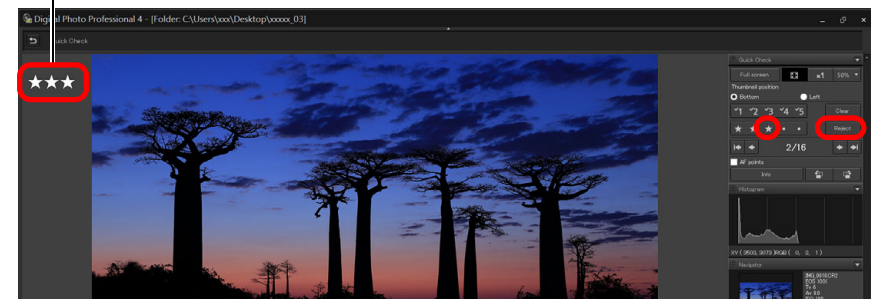 Digital Photo Professional 4 - [Folder: C:\Users\xxx\Desktop\xxxxx_03]
Quick Check
★★★
Quick Check
Full screen x1 50%
Thumbnail position
Bottom Left
1 2 3 4 5 Clear
Reject
2/16
AF points
Info
Histogram
XY ( 3500, 3073 )RGB ( 0, 2, 1 )
Navigator